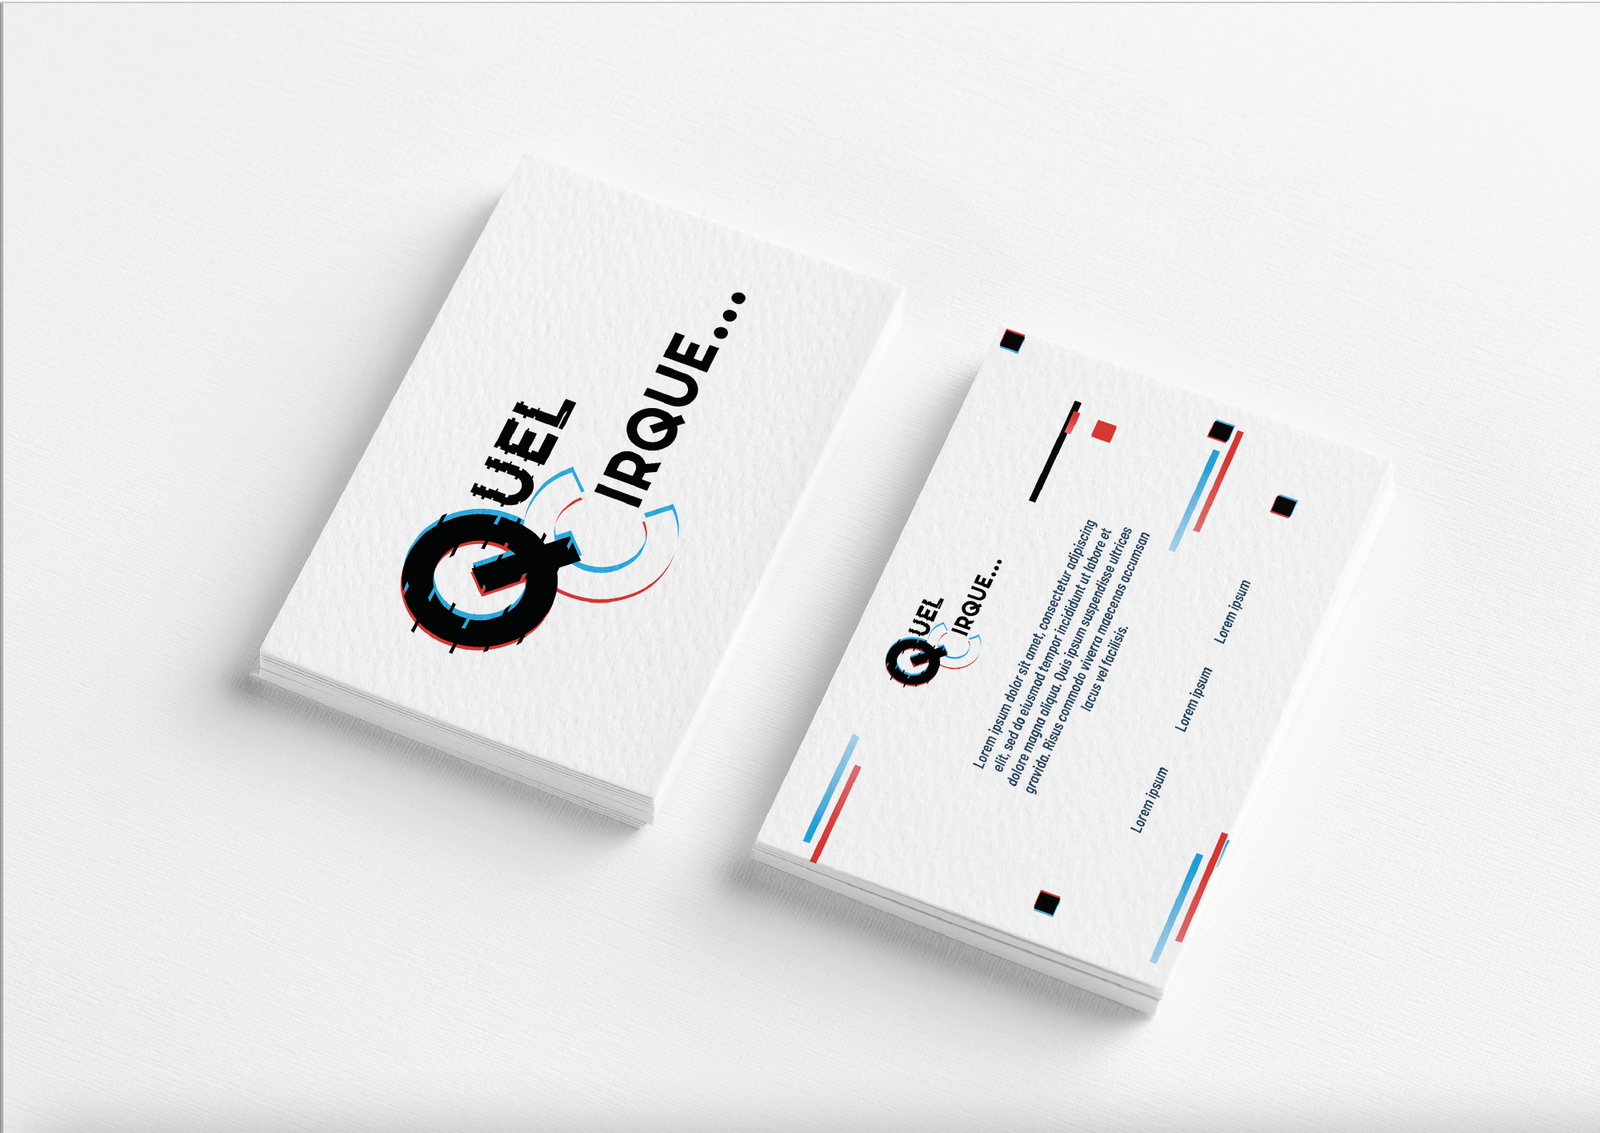 QUEL
CIRQUE...
QUEL
CIRQUE...
Lorem ipsum dolor sit amet, consectetur adipiscing
elit, sed do eiusmod tempor incididunt ut labore et
dolore magna aliqua. Quis ipsum suspendisse ultrices
gravida. Risus commodo viverra maecenas accumsan
lacus vel facilisis.
Lorem ipsum
Lorem ipsum
Lorem ipsum